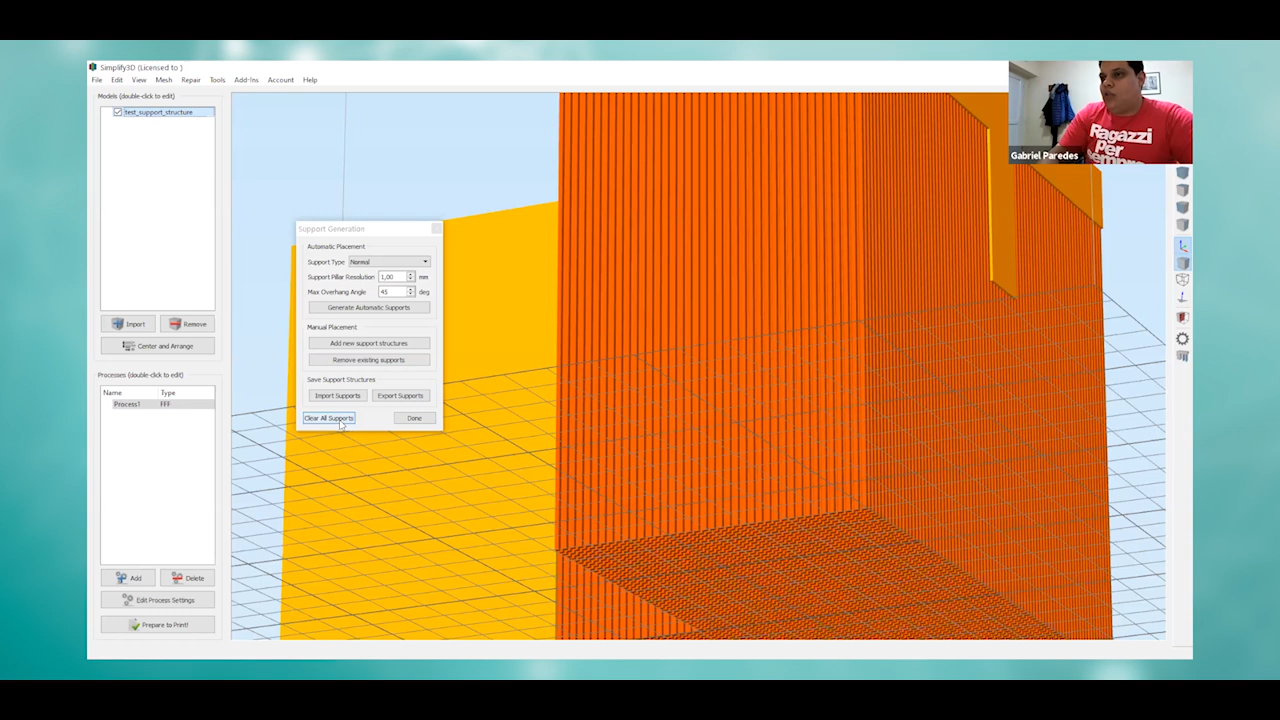 Simplify3D (Licensed to )
File Edit View Mesh Repair Tools Add-Ins Account Help
Models (double-click to edit)
test_support_structure
Import Remove
Center and Arrange
Processes (double-click to edit)
Name Type
Process1 FFF
Add Delete
Edit Process Settings
Prepare to Print!
Support Generation
Automatic Placement
Support Type Normal
Support Pillar Resolution 1,00 mm
Max Overhang Angle 45 deg
Generate Automatic Supports
Manual Placement
Add new support structures
Remove existing supports
Save Support Structures
Import Supports Export Supports
Clear All Supports Done
Ragazzi
per
sempre
Gabriel Paredes